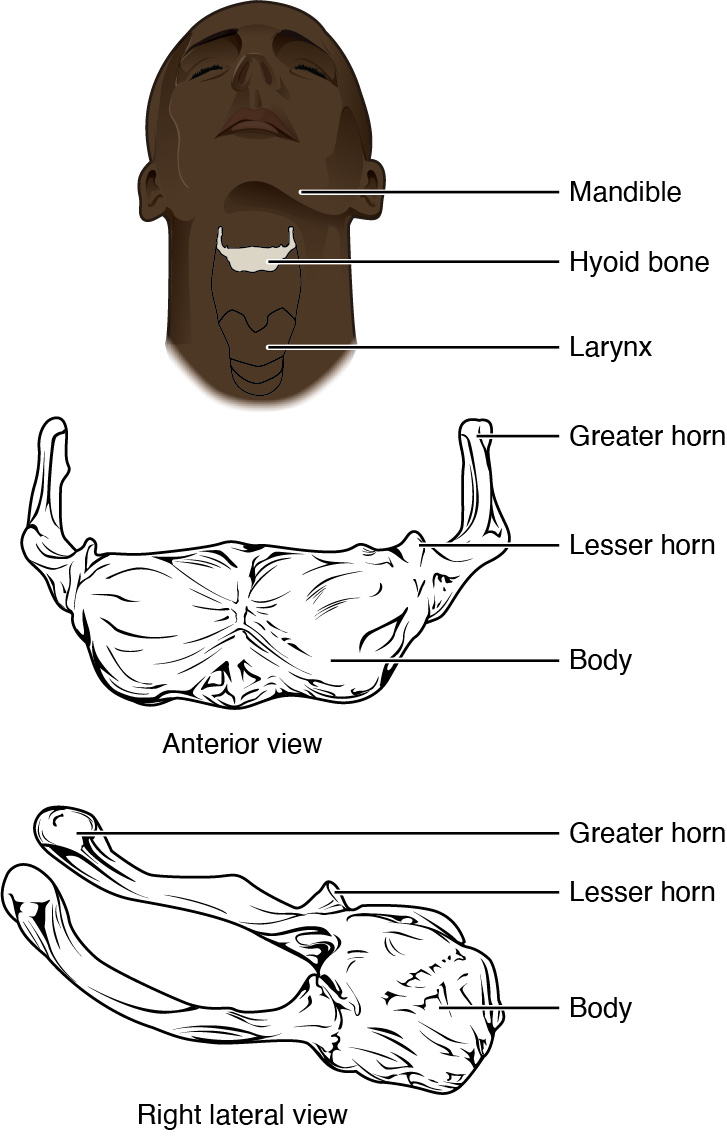 Mandible
Hyoid bone
Larynx
Greater horn
Lesser horn
Body
Anterior view
Greater horn
Lesser horn
Body
Right lateral view